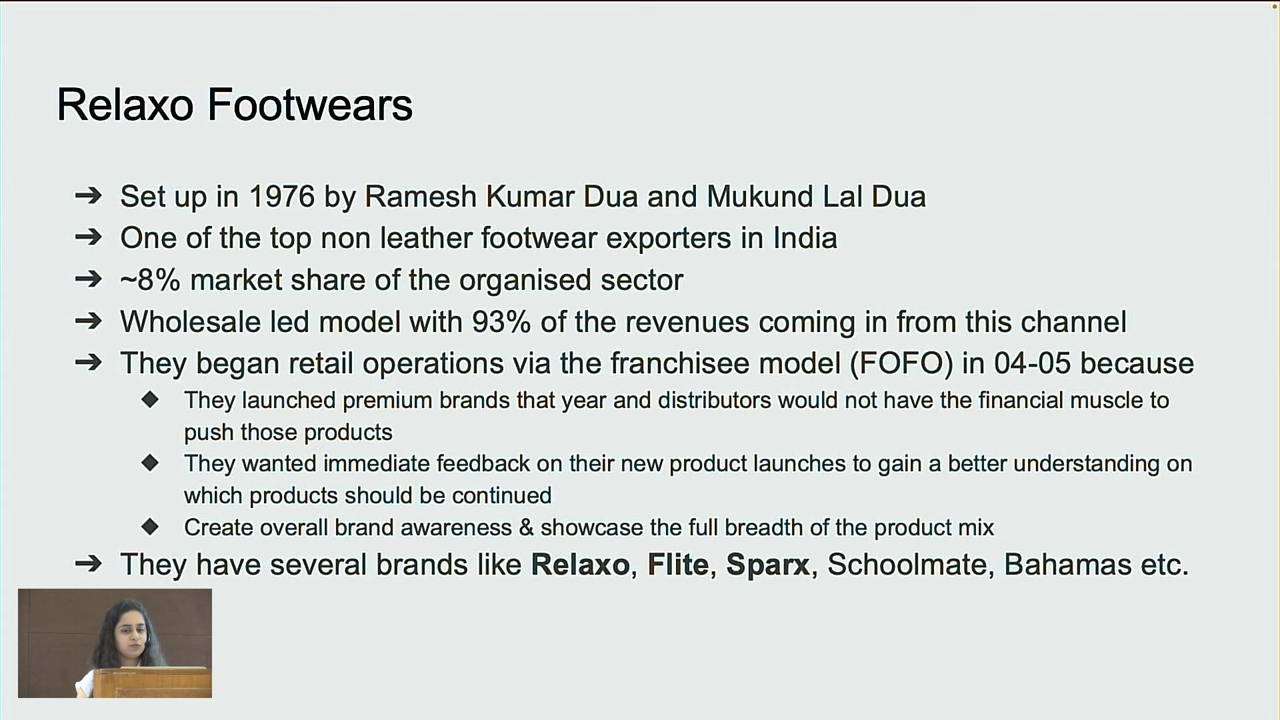 Relaxo Footwears
➔ Set up in 1976 by Ramesh Kumar Dua and Mukund Lal Dua
➔ One of the top non leather footwear exporters in India
➔ ~8% market share of the organised sector
➔ Wholesale led model with 93% of the revenues coming in from this channel
➔ They began retail operations via the franchisee model (FOFO) in 04-05 because
◆ They launched premium brands that year and distributors would not have the financial muscle to
push those products
◆ They wanted immediate feedback on their new product launches to gain a better understanding on
which products should be continued
◆ Create overall brand awareness & showcase the full breadth of the product mix
➔ They have several brands like Relaxo, Flite, Sparx, Schoolmate, Bahamas etc.